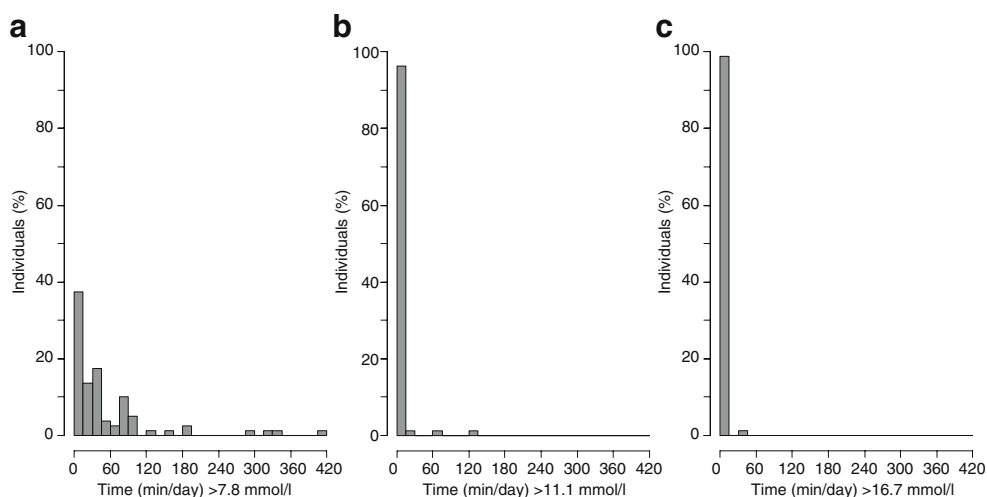 a
100
80
60
40
20
0
Individuals (%)
0 60 120 180 240 300 360 420
Time (min/day) >7.8 mmol/l
b
100
80
60
40
20
0
Individuals (%)
0 60 120 180 240 300 360 420
Time (min/day) >11.1 mmol/l
c
100
80
60
40
20
0
Individuals (%)
0 60 120 180 240 300 360 420
Time (min/day) >16.7 mmol/l